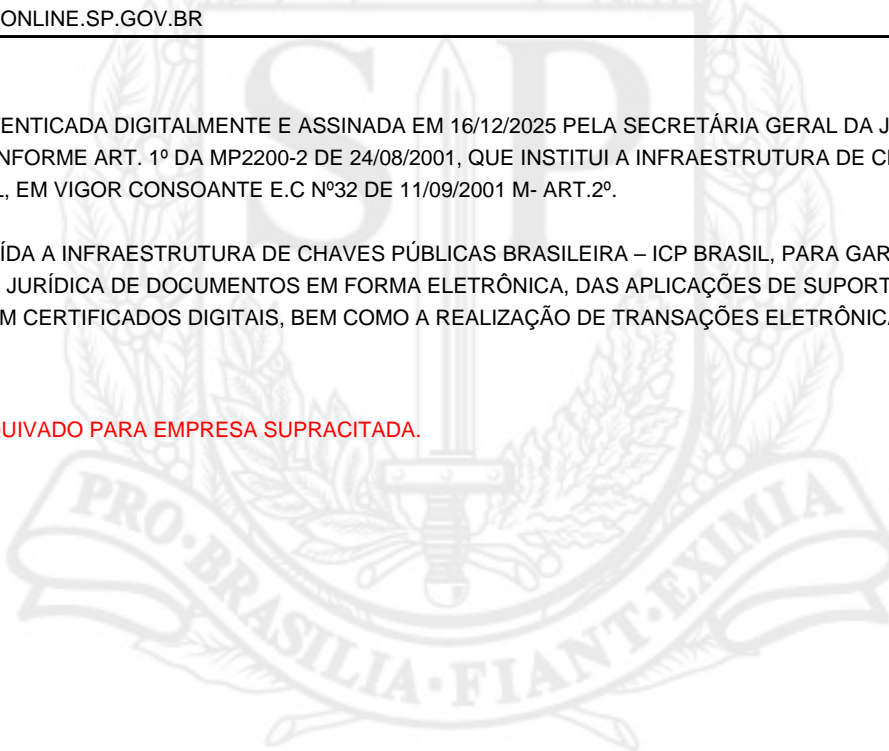 ONLINE.SP.GOV.BR
ENTICADA DIGITALMENTE E ASSINADA EM 16/12/2025 PELA SECRETÁRIA GERAL DA J
NFORME ART. 1º DA MP2200-2 DE 24/08/2001, QUE INSTITUI A INFRAESTRUTURA DE C
, EM VIGOR CONSOANTE E.C Nº32 DE 11/09/2001 M- ART.2º.
ÍDA A INFRAESTRUTURA DE CHAVES PÚBLICAS BRASILEIRA – ICP BRASIL, PARA GAR
JURÍDICA DE DOCUMENTOS EM FORMA ELETRÔNICA, DAS APLICAÇÕES DE SUPORT
M CERTIFICADOS DIGITAIS, BEM COMO A REALIZAÇÃO DE TRANSAÇÕES ELETRÔNICA
QUIVADO PARA EMPRESA SUPRACITADA.
SP
PRO·BRASILIA·FIANT·EXIMIA